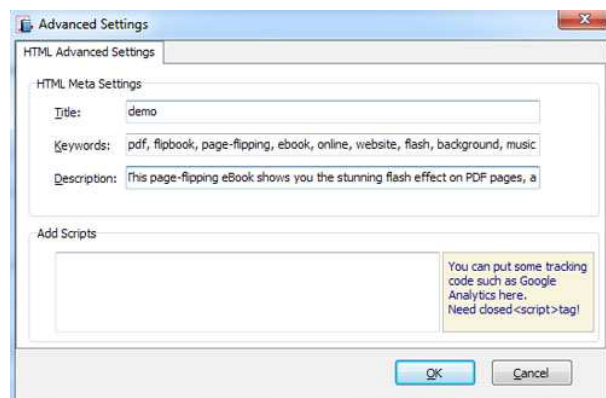 Advanced Settings
HTML Advanced Settings
HTML Meta Settings
Title: demo
Keywords: pdf, flipbook, page-flipping, ebook, online, website, flash, background, music
Description: This page-flipping eBook shows you the stunning flash effect on PDF pages, a
Add Scripts
You can put some tracking
code such as Google
Analytics here.
Need closed<script>tag!
OK Cancel